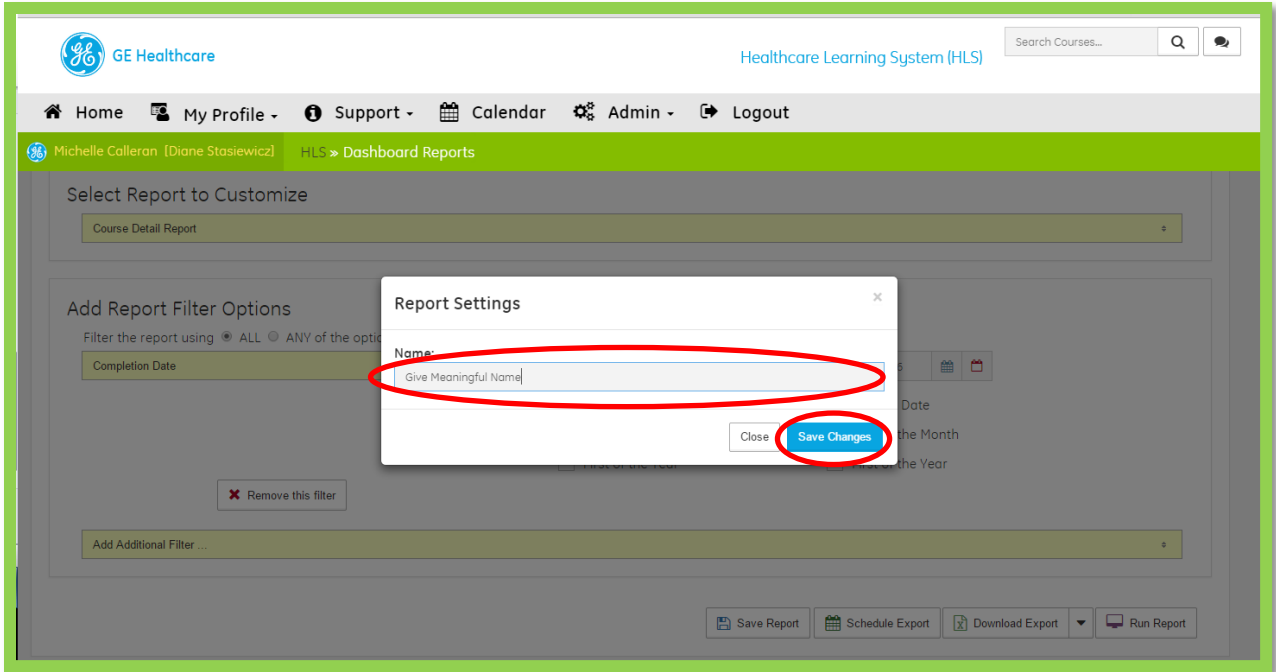 GE Healthcare
Healthcare Learning System (HLS)
Search Courses...
Home My Profile Support Calendar Admin Logout
Michelle Calleran [Diane Stasiewicz] HLS » Dashboard Reports
Select Report to Customize
Course Detail Report
Report Settings ×
Add Report Filter Options
Filter the report using ALL ANY of the
Name:
Completion Date
Give Meaningful Name
Date
Close Save Changes
the Month
First of the Year First of the Year
Remove this filter
Add Additional Filter ...
Save Report Schedule Export Download Export Run Report